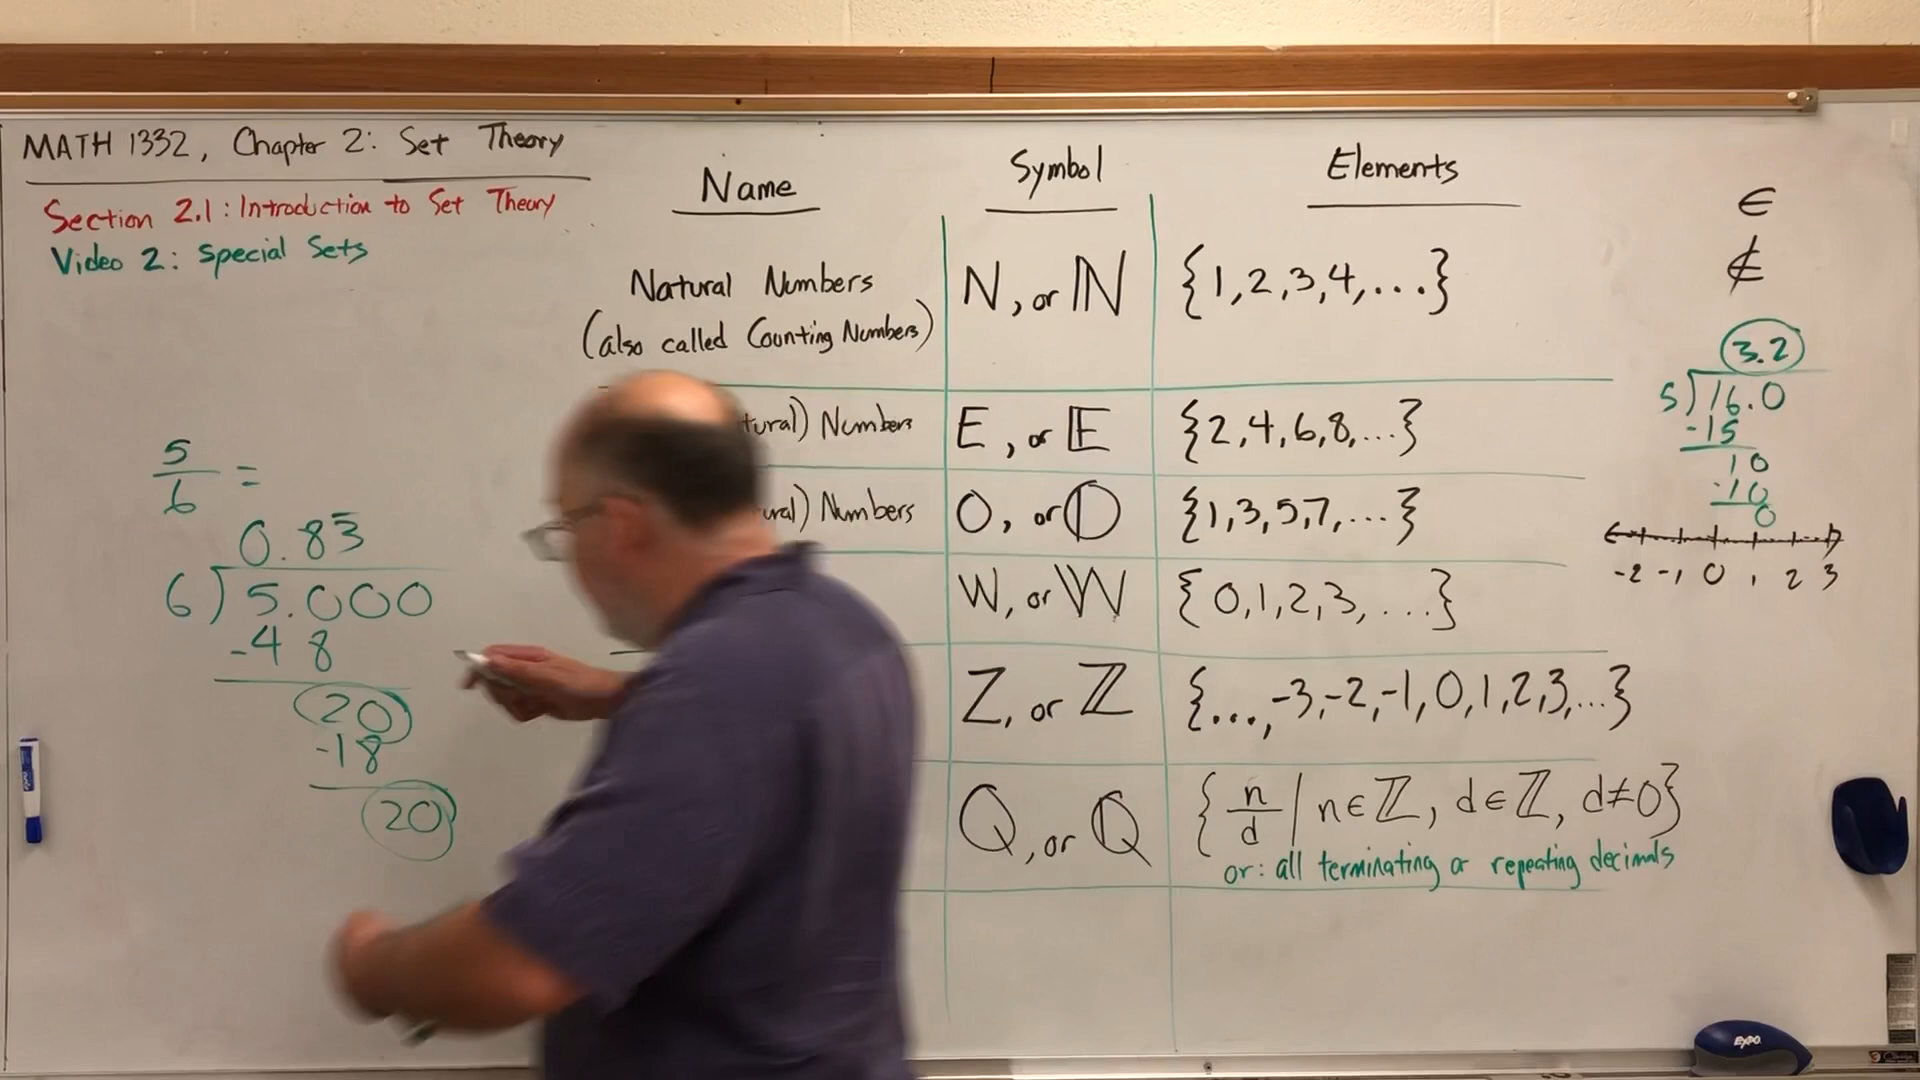 MATH 1332, Chapter 2: Set Theory
Section 2.1: Introduction to Set Theory
Video 2: Special Sets
5/6 =
0.83̅
6)5.000
-48
20
-18
20
Name Symbol Elements
Natural Numbers
(also called Counting Numbers)
N, or ℕ {1,2,3,4,...}
tural) Numbers E, or 𝔼 {2,4,6,8,...}
ural) Numbers O, or 𝕆 {1,3,5,7,...}
W, or 𝕎 {0,1,2,3,...}
Z, or ℤ {...,-3,-2,-1,0,1,2,3,...}
Q, or ℚ {n/d | n∈ℤ, d∈ℤ, d≠0}
or: all terminating or repeating decimals
∈
∉
3.2
5)16.0
-15
10
-10
0
-2 -1 0 1 2 3
EXPO